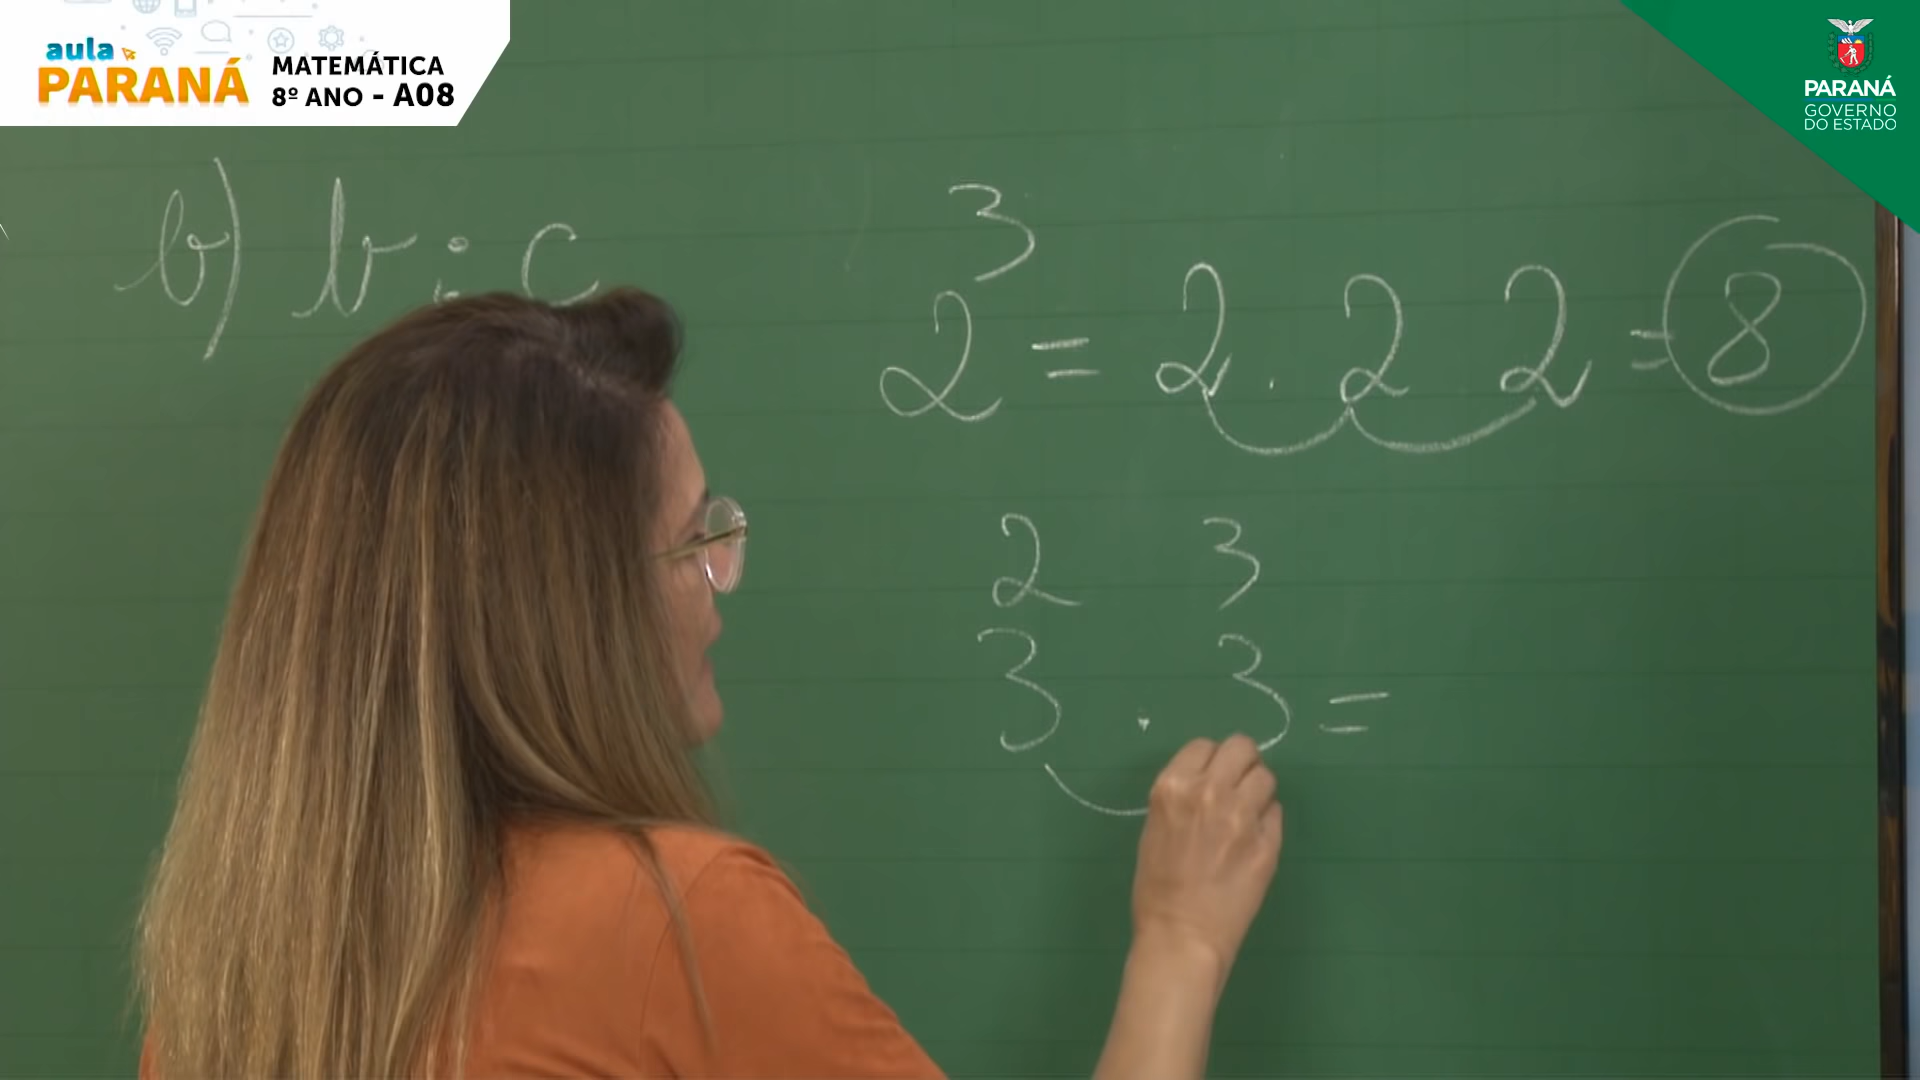 aula
PARANÁ
MATEMÁTICA
8º ANO - A08
PARANÁ
GOVERNO
DO ESTADO
b) b : c
2³ = 2 . 2 2 = 8
3² . 3³ =